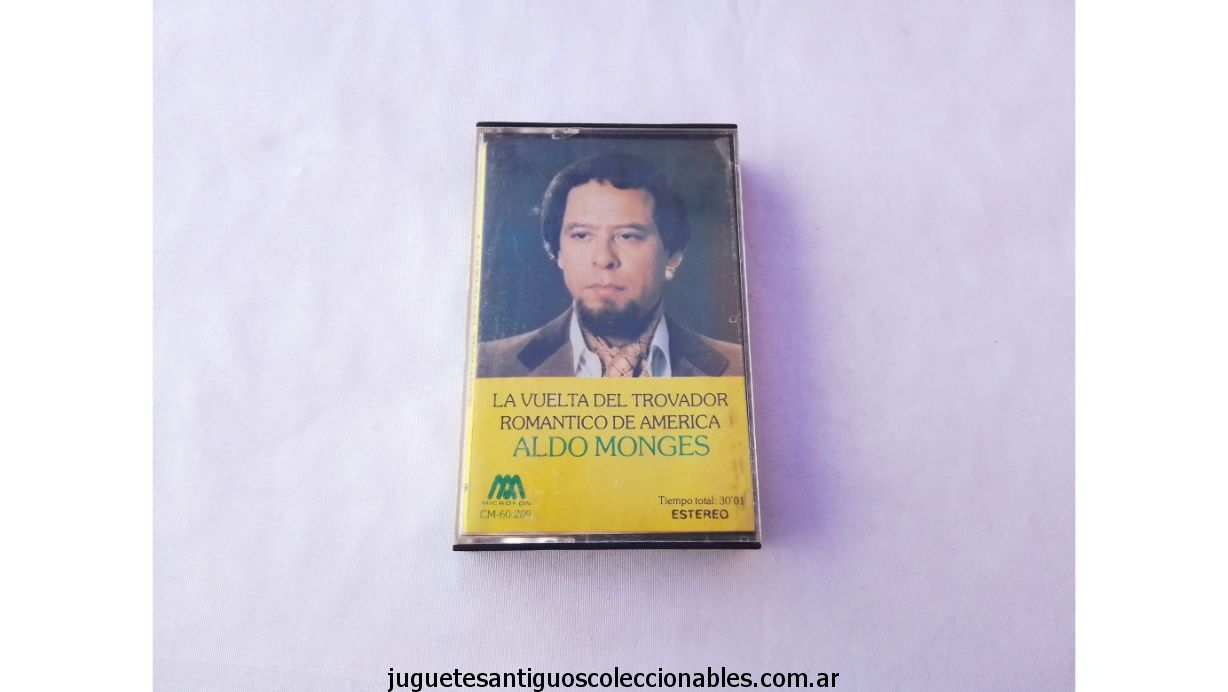 LA VUELTA DEL TROVADOR
ROMANTICO DE AMERICA
ALDO MONGES
MICROFON
CM-60.269
Tiempo total: 30'01
ESTEREO
juguetesantiguoscoleccionables.com.ar